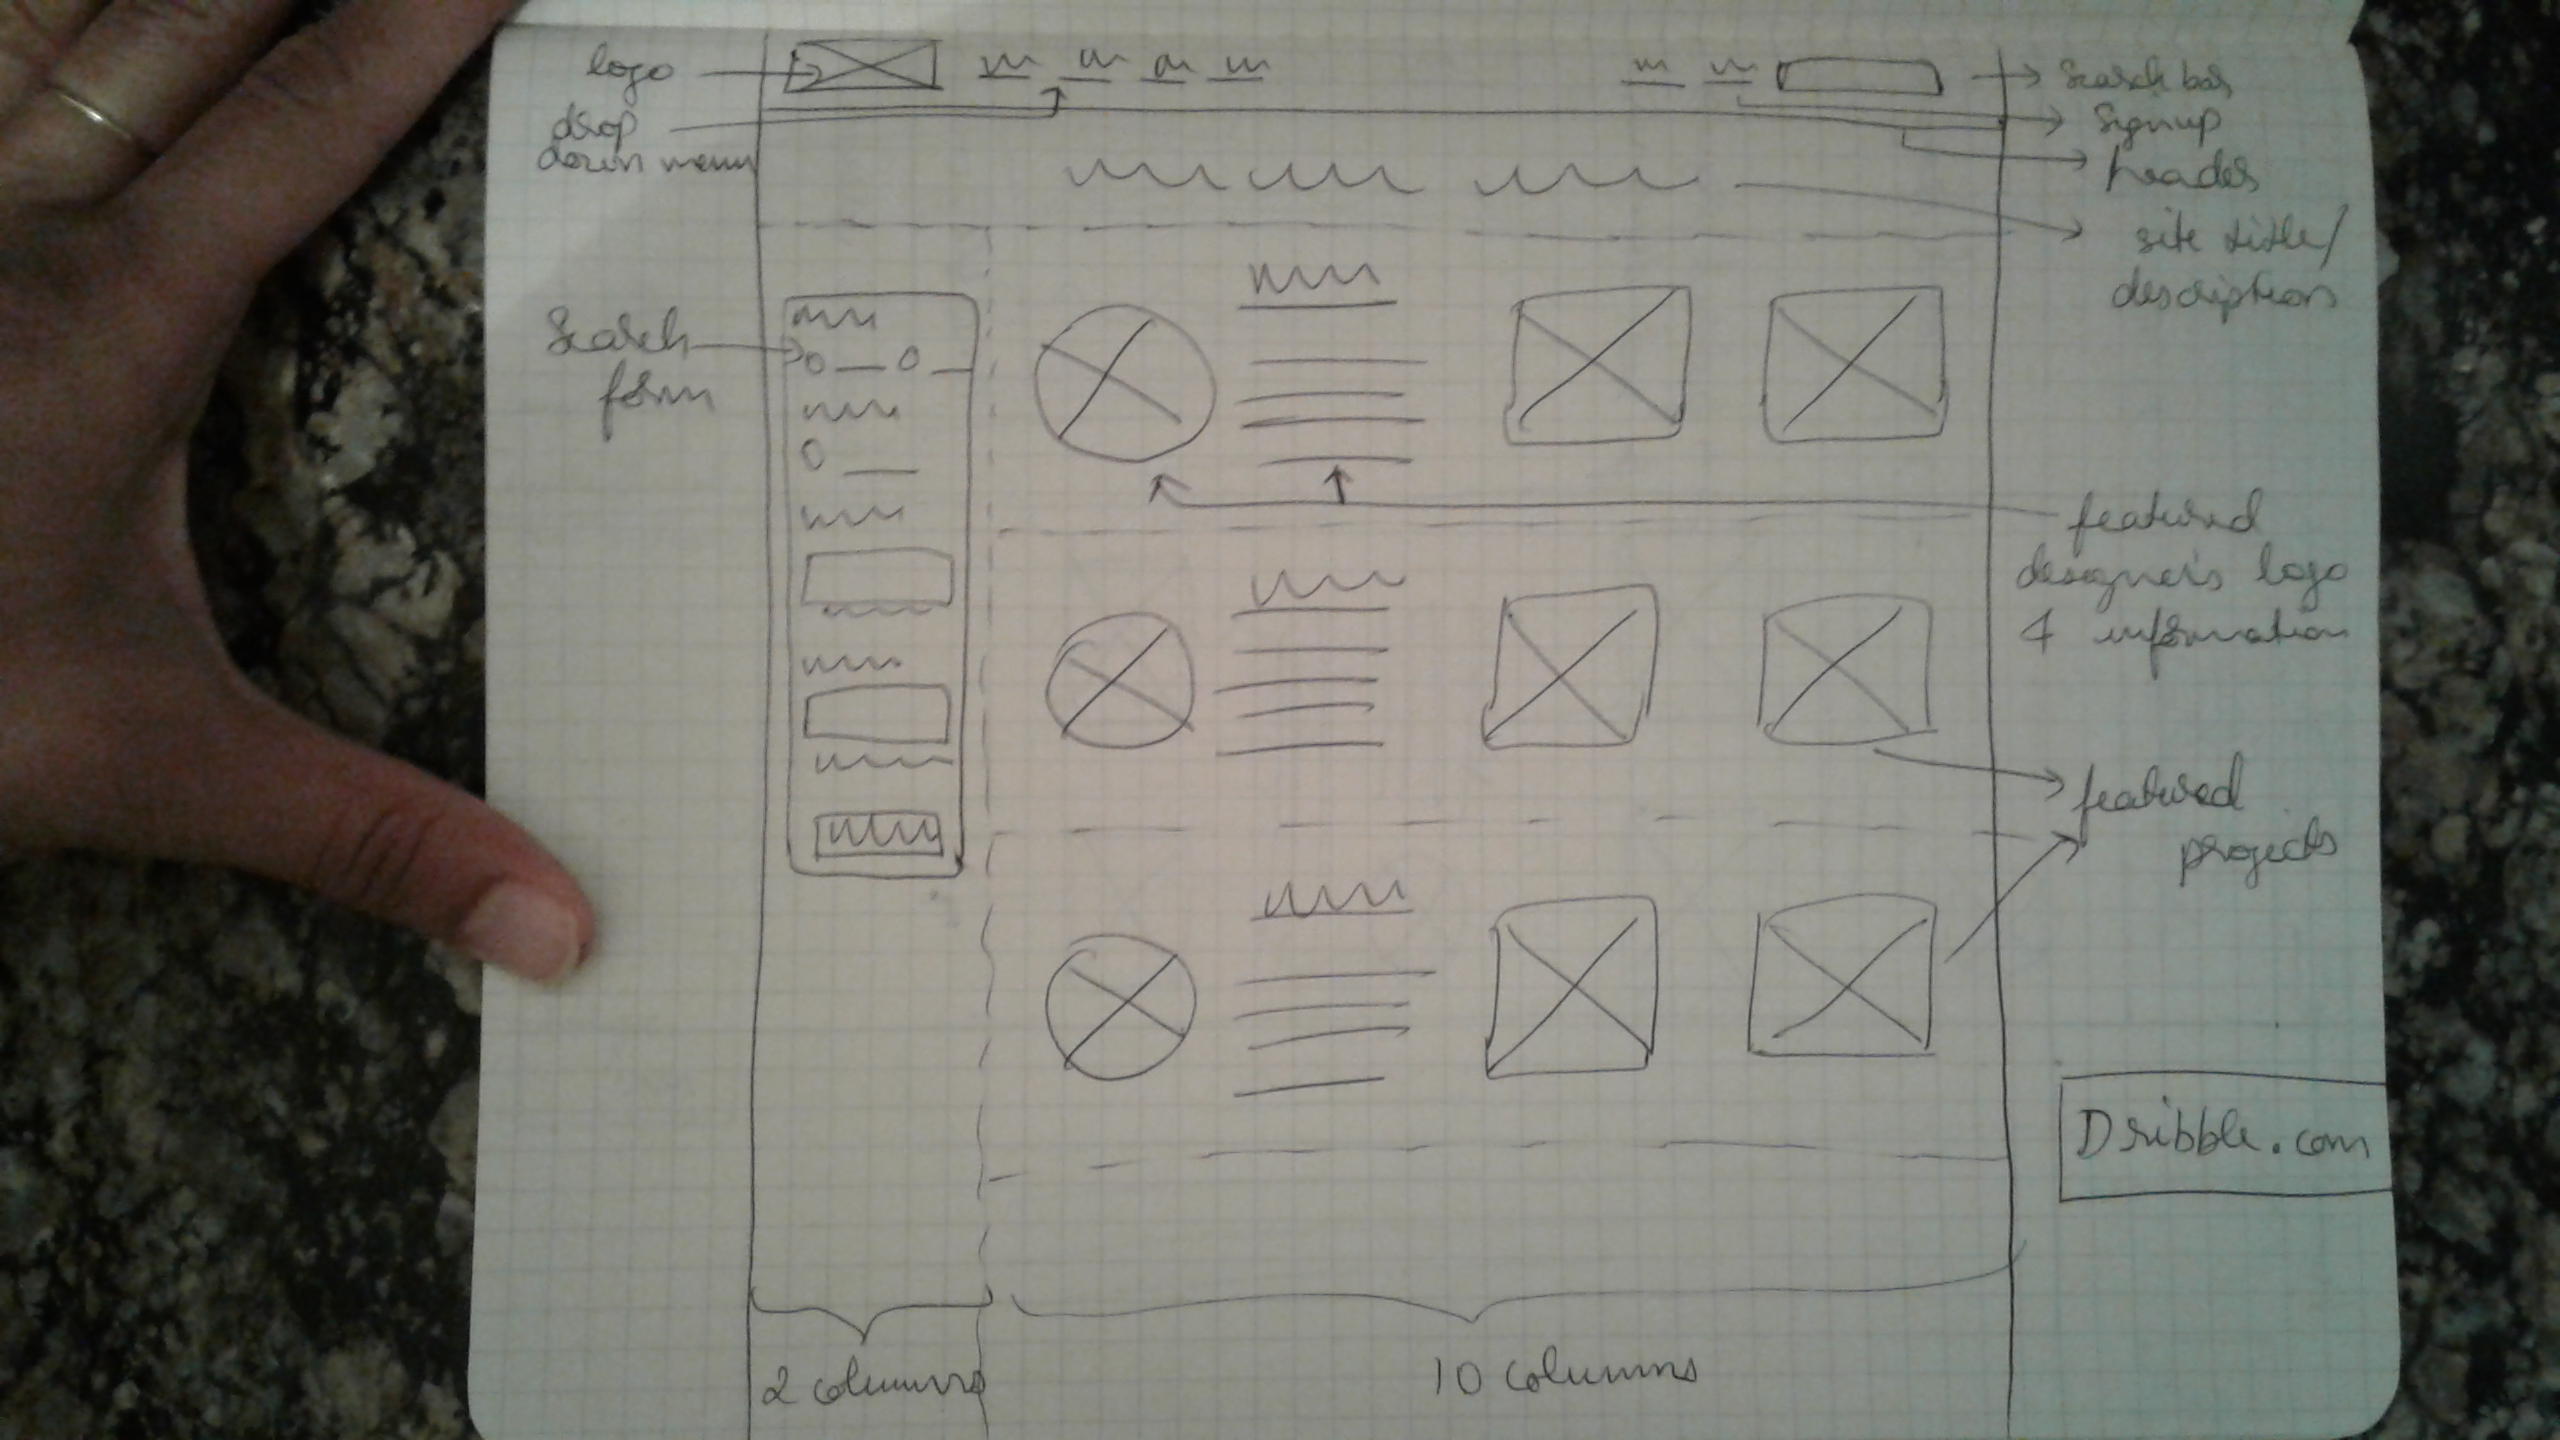 logo
drop
down menu
Search
form
Search bar
Signup
header
site title/
description
featured
designer's logo
+ information
featured
projects
Dribble.com
2 columns
10 columns